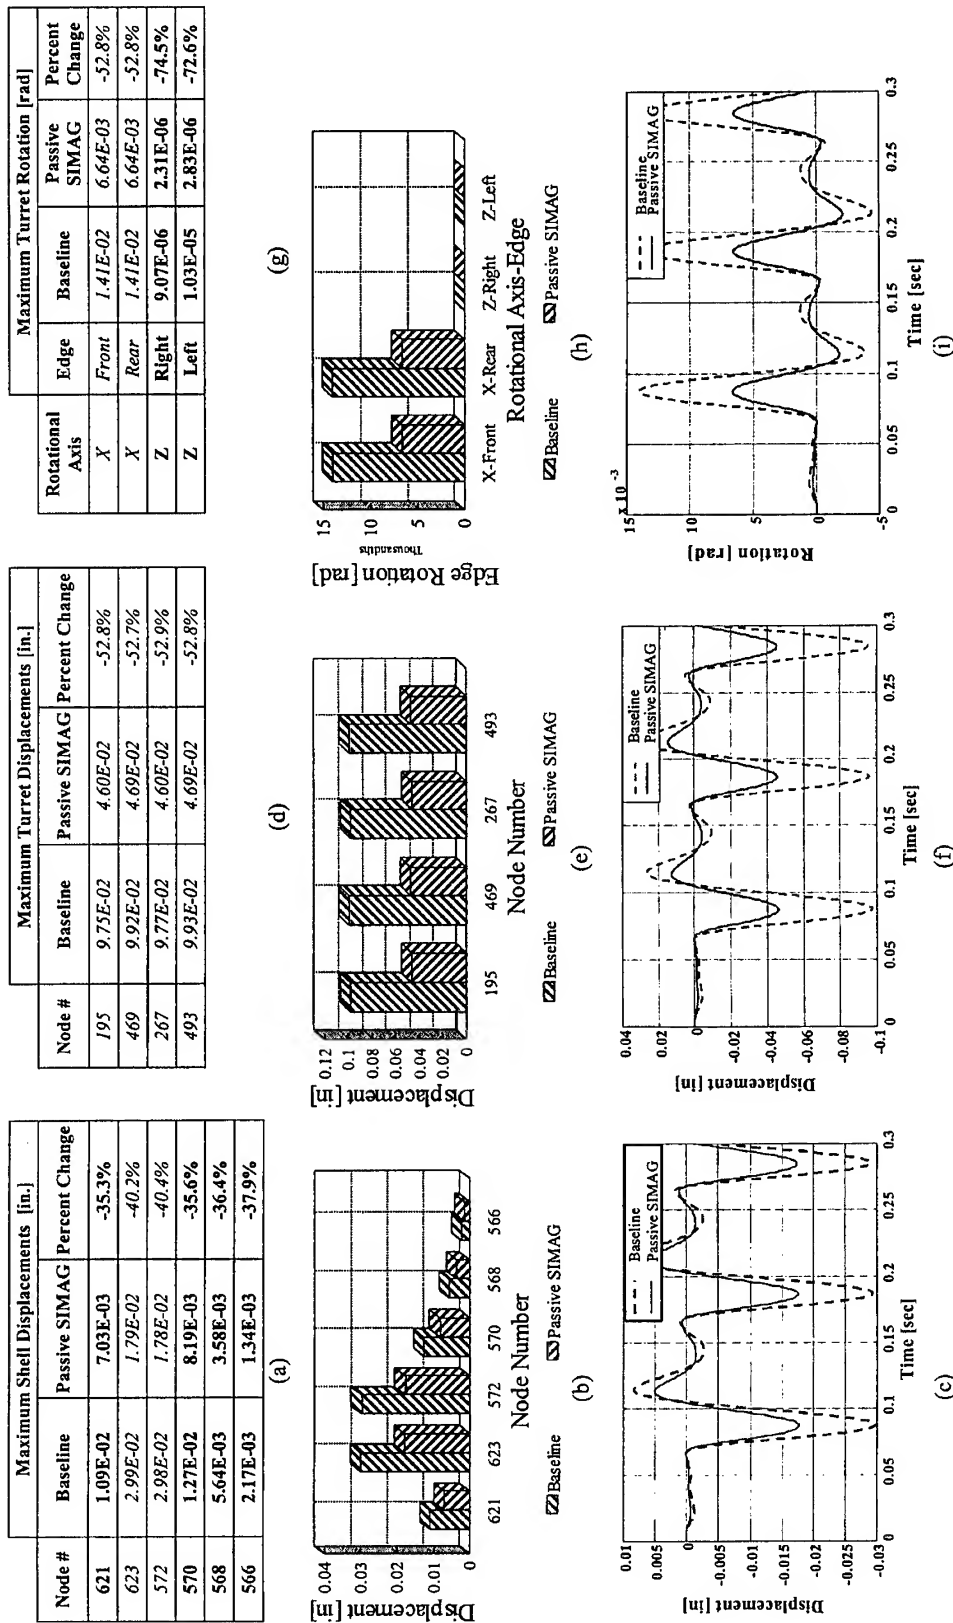 Maximum Shell Displacements [in.]
Node # Baseline Passive SIMAG Percent Change
621 1.09E-02 7.03E-03 -35.3%
623 2.99E-02 1.79E-02 -40.2%
572 2.98E-02 1.78E-02 -40.4%
570 1.27E-02 8.19E-03 -35.6%
568 5.64E-03 3.58E-03 -36.4%
566 2.17E-03 1.34E-03 -37.9%
(a)
Displacement [in]
0.04
0.03
0.02
0.01
0
621 623 572 570 568 566
Node Number
Baseline Passive SIMAG
(b)
Displacement [in]
0.01
0.005
0
-0.005
-0.01
-0.015
-0.02
-0.025
-0.03
Baseline
Passive SIMAG
0 0.05 0.1 0.15 0.2 0.25 0.3
Time [sec]
(c)
Maximum Turret Displacements [in.]
Node # Baseline Passive SIMAG Percent Change
195 9.75E-02 4.60E-02 -52.8%
469 9.92E-02 4.69E-02 -52.7%
267 9.77E-02 4.60E-02 -52.9%
493 9.93E-02 4.69E-02 -52.8%
(d)
Displacement [in]
0.12
0.1
0.08
0.06
0.04
0.02
0
195 469 267 493
Node Number
Baseline Passive SIMAG
(e)
Displacement [in]
0.04
0.02
0
-0.02
-0.04
-0.06
-0.08
-0.1
Baseline
Passive SIMAG
0 0.05 0.1 0.15 0.2 0.25 0.3
Time [sec]
(f)
Maximum Turret Rotation [rad]
Rotational Axis Edge Baseline Passive SIMAG Percent Change
X Front 1.41E-02 6.64E-03 -52.8%
X Rear 1.41E-02 6.64E-03 -52.8%
Z Right 9.07E-06 2.31E-06 -74.5%
Z Left 1.03E-05 2.83E-06 -72.6%
(g)
Edge Rotation [rad]
Thousandths
15
10
5
0
X-Front X-Rear Z-Right Z-Left
Rotational Axis-Edge
Baseline Passive SIMAG
(h)
x 10 -3
Rotation [rad]
15
10
5
0
-5
Baseline
Passive SIMAG
0 0.05 0.1 0.15 0.2 0.25 0.3
Time [sec]
(i)